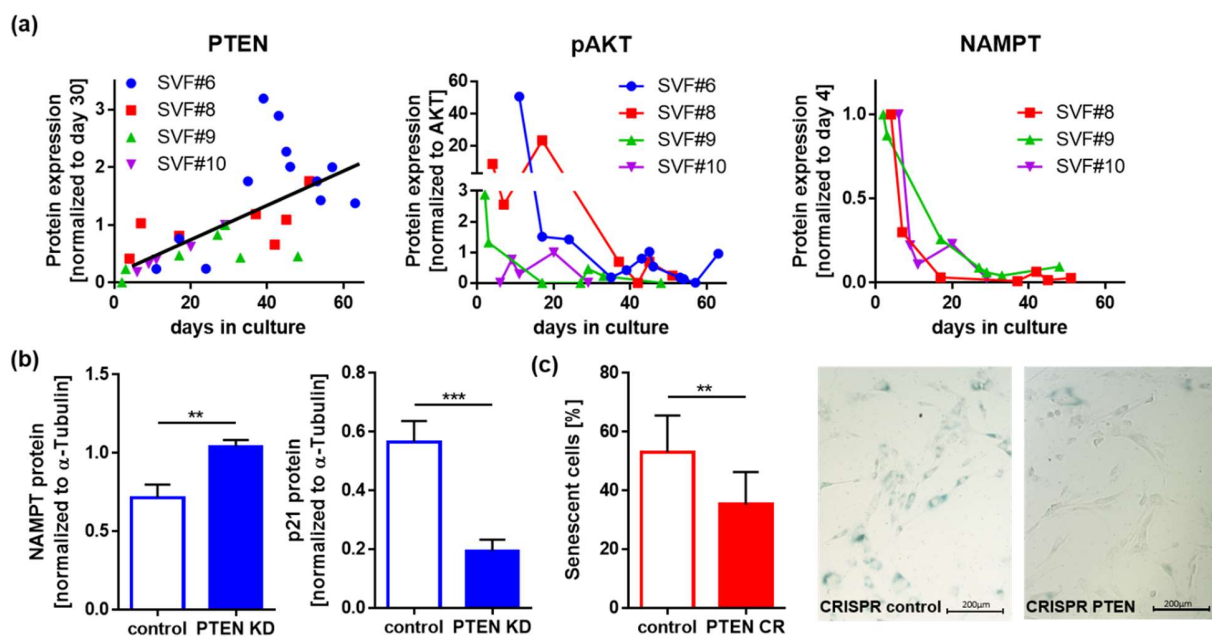 (a)
PTEN
Protein expression
[normalized to day 30]
3
2
1
0
0
20
40
60
days in culture
SVF#6
SVF#8
SVF#9
SVF#10
pAKT
Protein expression
[normalized to AKT]
60
40
20
3
2
1
0
0
20
40
60
days in culture
SVF#6
SVF#8
SVF#9
SVF#10
NAMPT
Protein expression
[normalized to day 4]
1.0
0.5
0.0
0
20
40
60
days in culture
SVF#8
SVF#9
SVF#10
(b)
NAMPT protein
[normalized to α-Tubulin]
1.5
1.0
0.5
0.0
**
control PTEN KD
p21 protein
[normalized to α-Tubulin]
0.8
0.6
0.4
0.2
0.0
***
control PTEN KD
(c)
Senescent cells [%]
80
60
40
20
0
**
control PTEN CR
CRISPR control
200µm
CRISPR PTEN
200µm